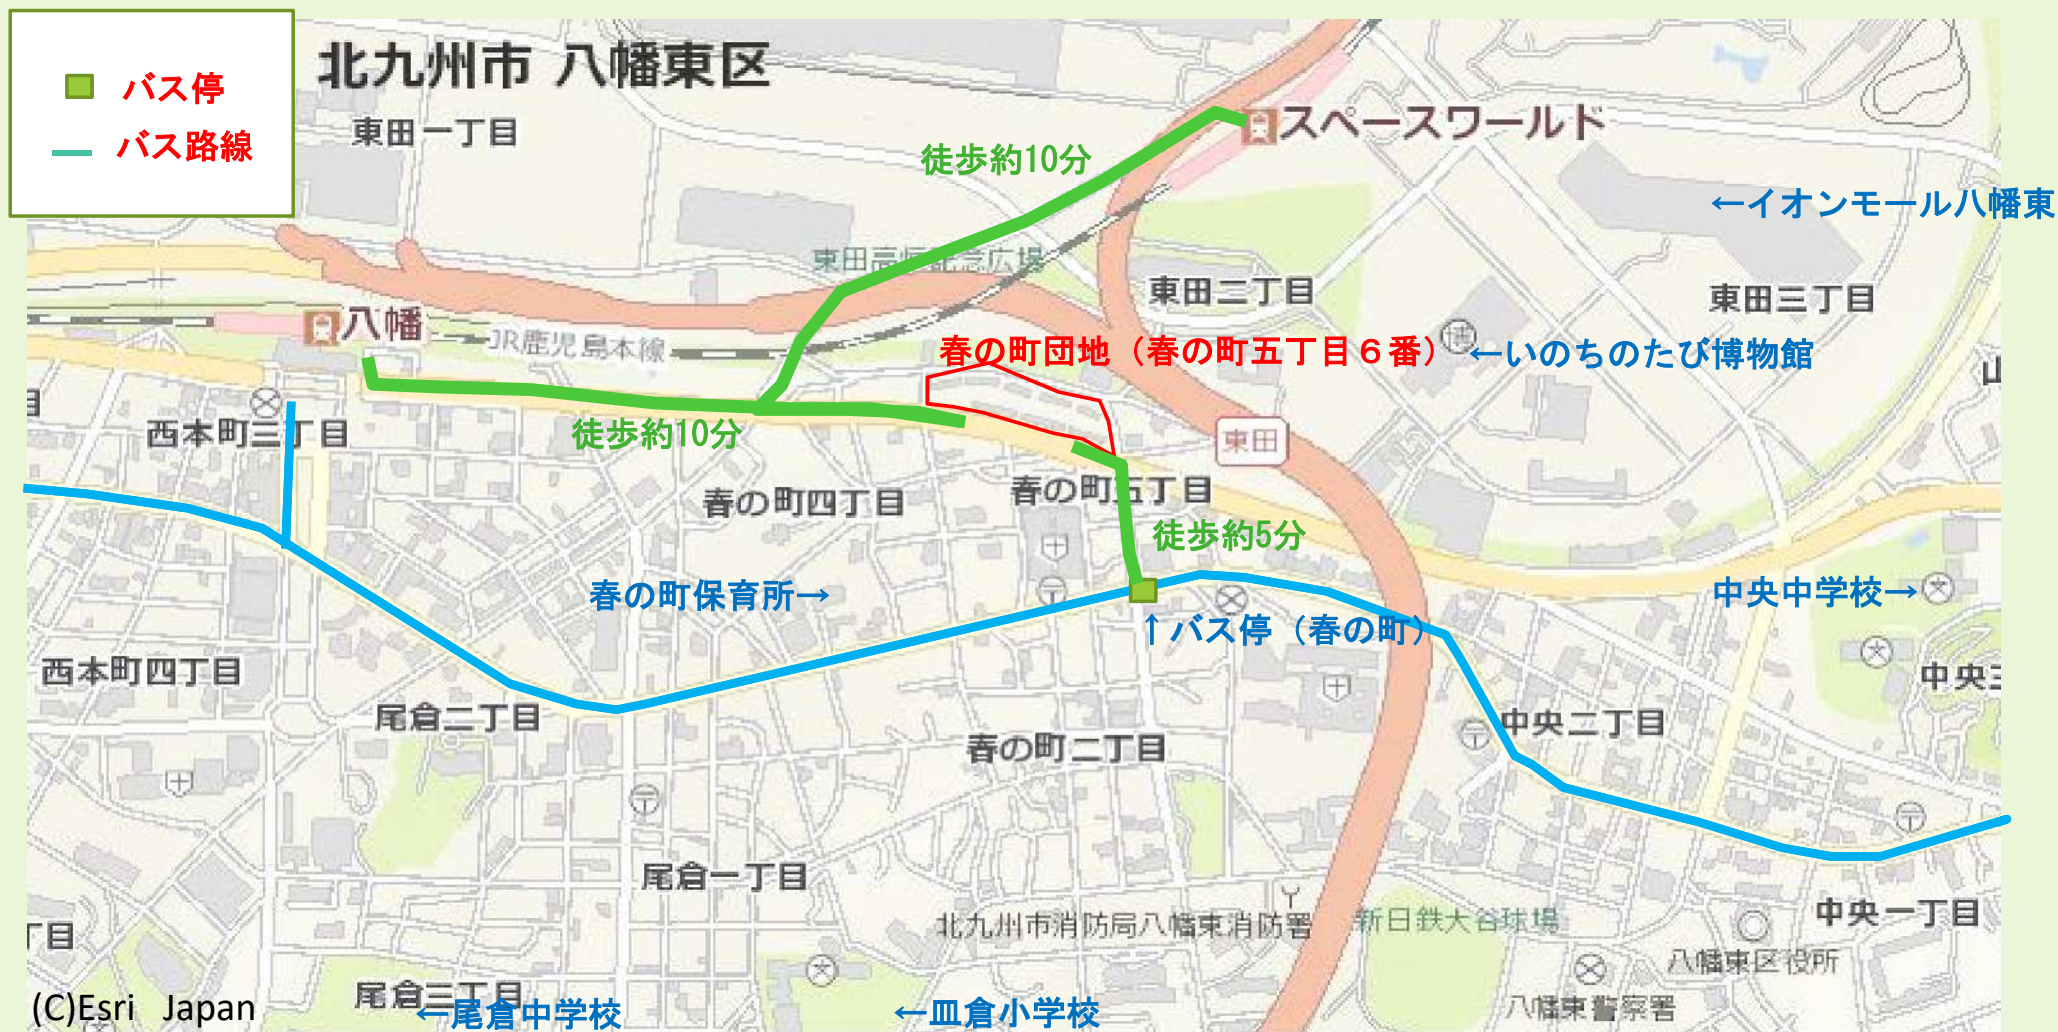 バス停
バス路線
北九州市 八幡東区
東田一丁目
スペースワールド
徒歩約10分
←イオンモール八幡東
東田高炉記念広場
東田二丁目
東田三丁目
八幡
JR鹿児島本線
春の町団地（春の町五丁目６番）
←いのちのたび博物館
西本町三丁目
徒歩約10分
東田
春の町四丁目
春の町五丁目
徒歩約5分
春の町保育所→
中央中学校→
↑バス停（春の町）
西本町四丁目
尾倉二丁目
中央二丁目
春の町二丁目
尾倉一丁目
北九州市消防局八幡東消防署
新日鉄大谷球場
中央一丁目
八幡東区役所
丁目
尾倉三丁目
八幡東警察署
(C)Esri Japan
←尾倉中学校
←皿倉小学校